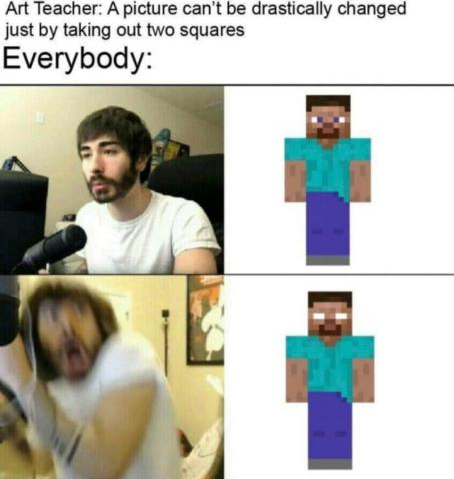 Art Teacher: A picture can't be drastically changed
just by taking out two squares
Everybody: